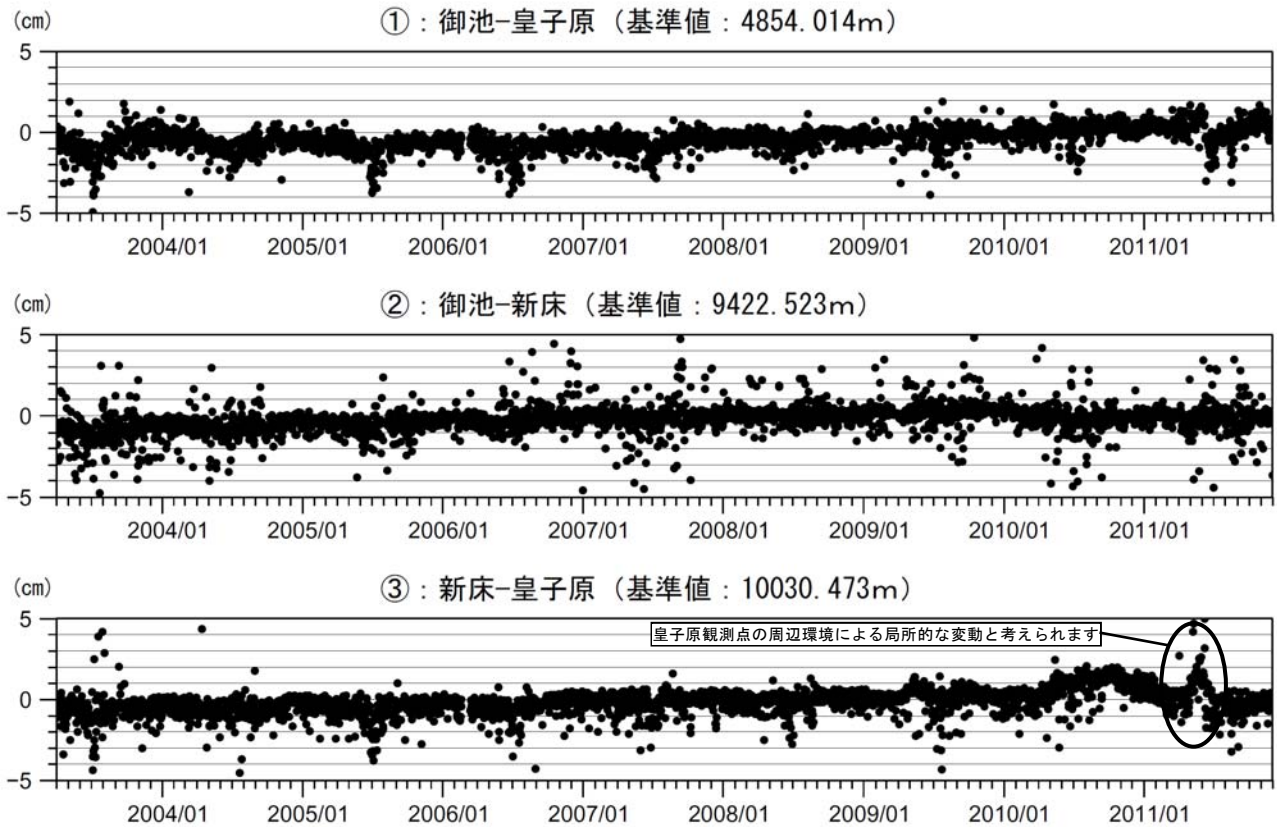 (cm)
①：御池−皇子原（基準値：4854.014m）
5
0
−5
2004/01 2005/01 2006/01 2007/01 2008/01 2009/01 2010/01 2011/01
(cm)
②：御池−新床（基準値：9422.523m）
5
0
−5
2004/01 2005/01 2006/01 2007/01 2008/01 2009/01 2010/01 2011/01
(cm)
③：新床−皇子原（基準値：10030.473m）
5
皇子原観測点の周辺環境による局所的な変動と考えられます
0
−5
2004/01 2005/01 2006/01 2007/01 2008/01 2009/01 2010/01 2011/01